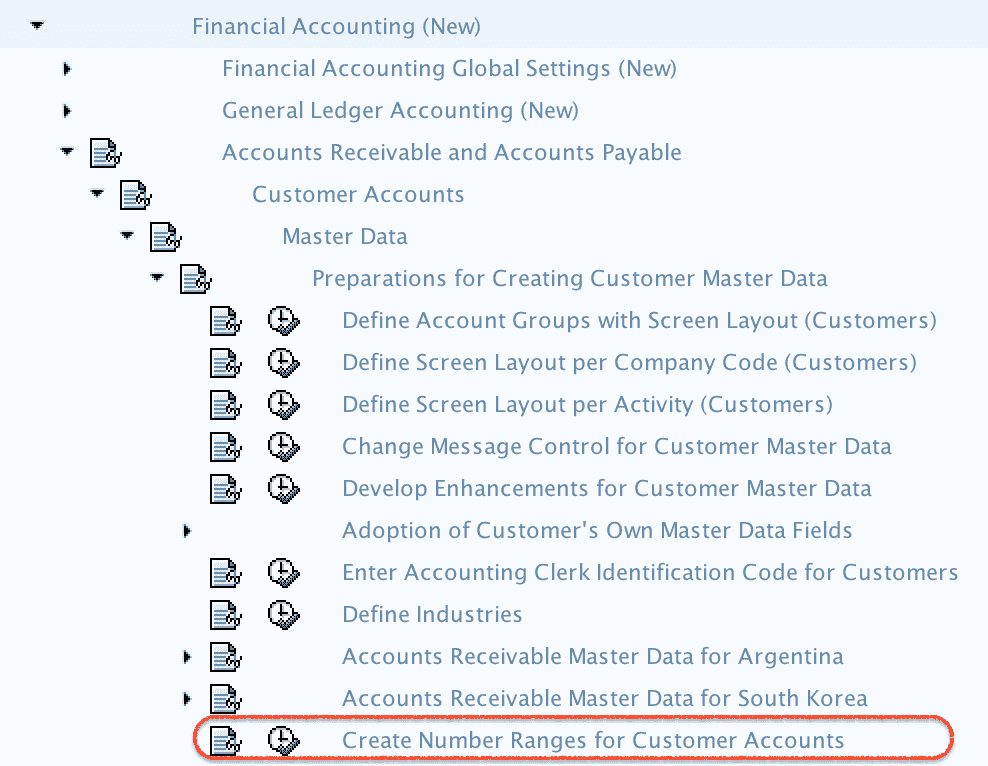 Financial Accounting (New)
Financial Accounting Global Settings (New)
General Ledger Accounting (New)
Accounts Receivable and Accounts Payable
Customer Accounts
Master Data
Preparations for Creating Customer Master Data
Define Account Groups with Screen Layout (Customers)
Define Screen Layout per Company Code (Customers)
Define Screen Layout per Activity (Customers)
Change Message Control for Customer Master Data
Develop Enhancements for Customer Master Data
Adoption of Customer's Own Master Data Fields
Enter Accounting Clerk Identification Code for Customers
Define Industries
Accounts Receivable Master Data for Argentina
Accounts Receivable Master Data for South Korea
Create Number Ranges for Customer Accounts